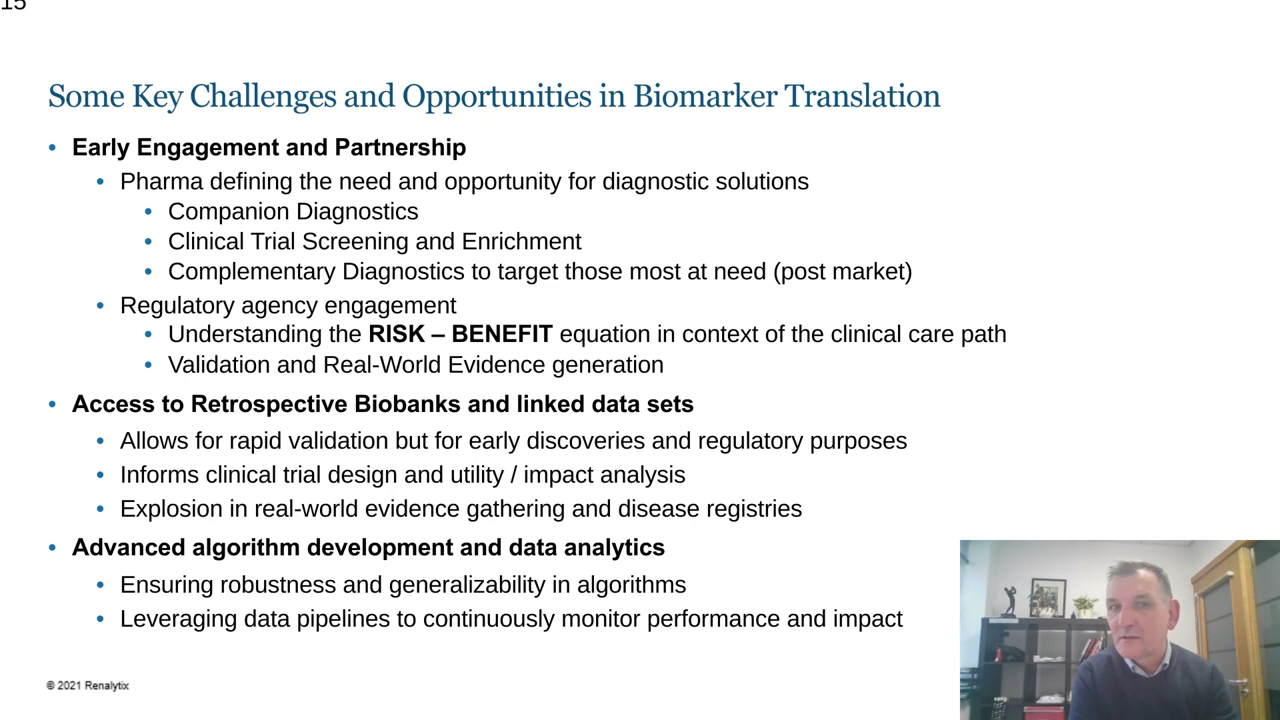 15
Some Key Challenges and Opportunities in Biomarker Translation
• Early Engagement and Partnership
• Pharma defining the need and opportunity for diagnostic solutions
• Companion Diagnostics
• Clinical Trial Screening and Enrichment
• Complementary Diagnostics to target those most at need (post market)
• Regulatory agency engagement
• Understanding the RISK – BENEFIT equation in context of the clinical care path
• Validation and Real-World Evidence generation
• Access to Retrospective Biobanks and linked data sets
• Allows for rapid validation but for early discoveries and regulatory purposes
• Informs clinical trial design and utility / impact analysis
• Explosion in real-world evidence gathering and disease registries
• Advanced algorithm development and data analytics
• Ensuring robustness and generalizability in algorithms
• Leveraging data pipelines to continuously monitor performance and impact
© 2021 Renalytix